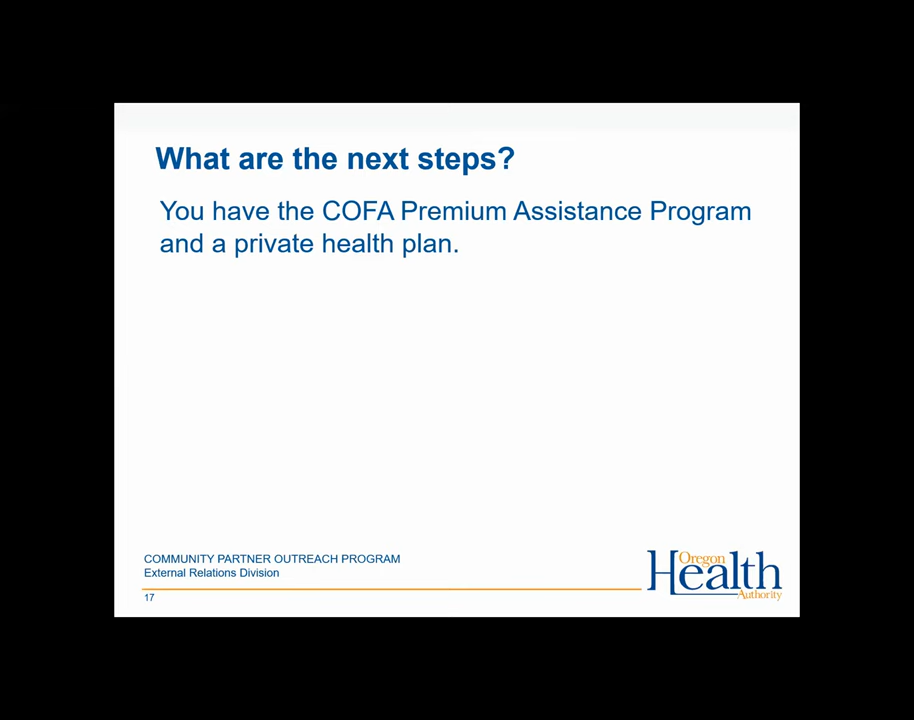 What are the next steps?
You have the COFA Premium Assistance Program
and a private health plan.
COMMUNITY PARTNER OUTREACH PROGRAM
External Relations Division
17
Oregon
Health
Authority